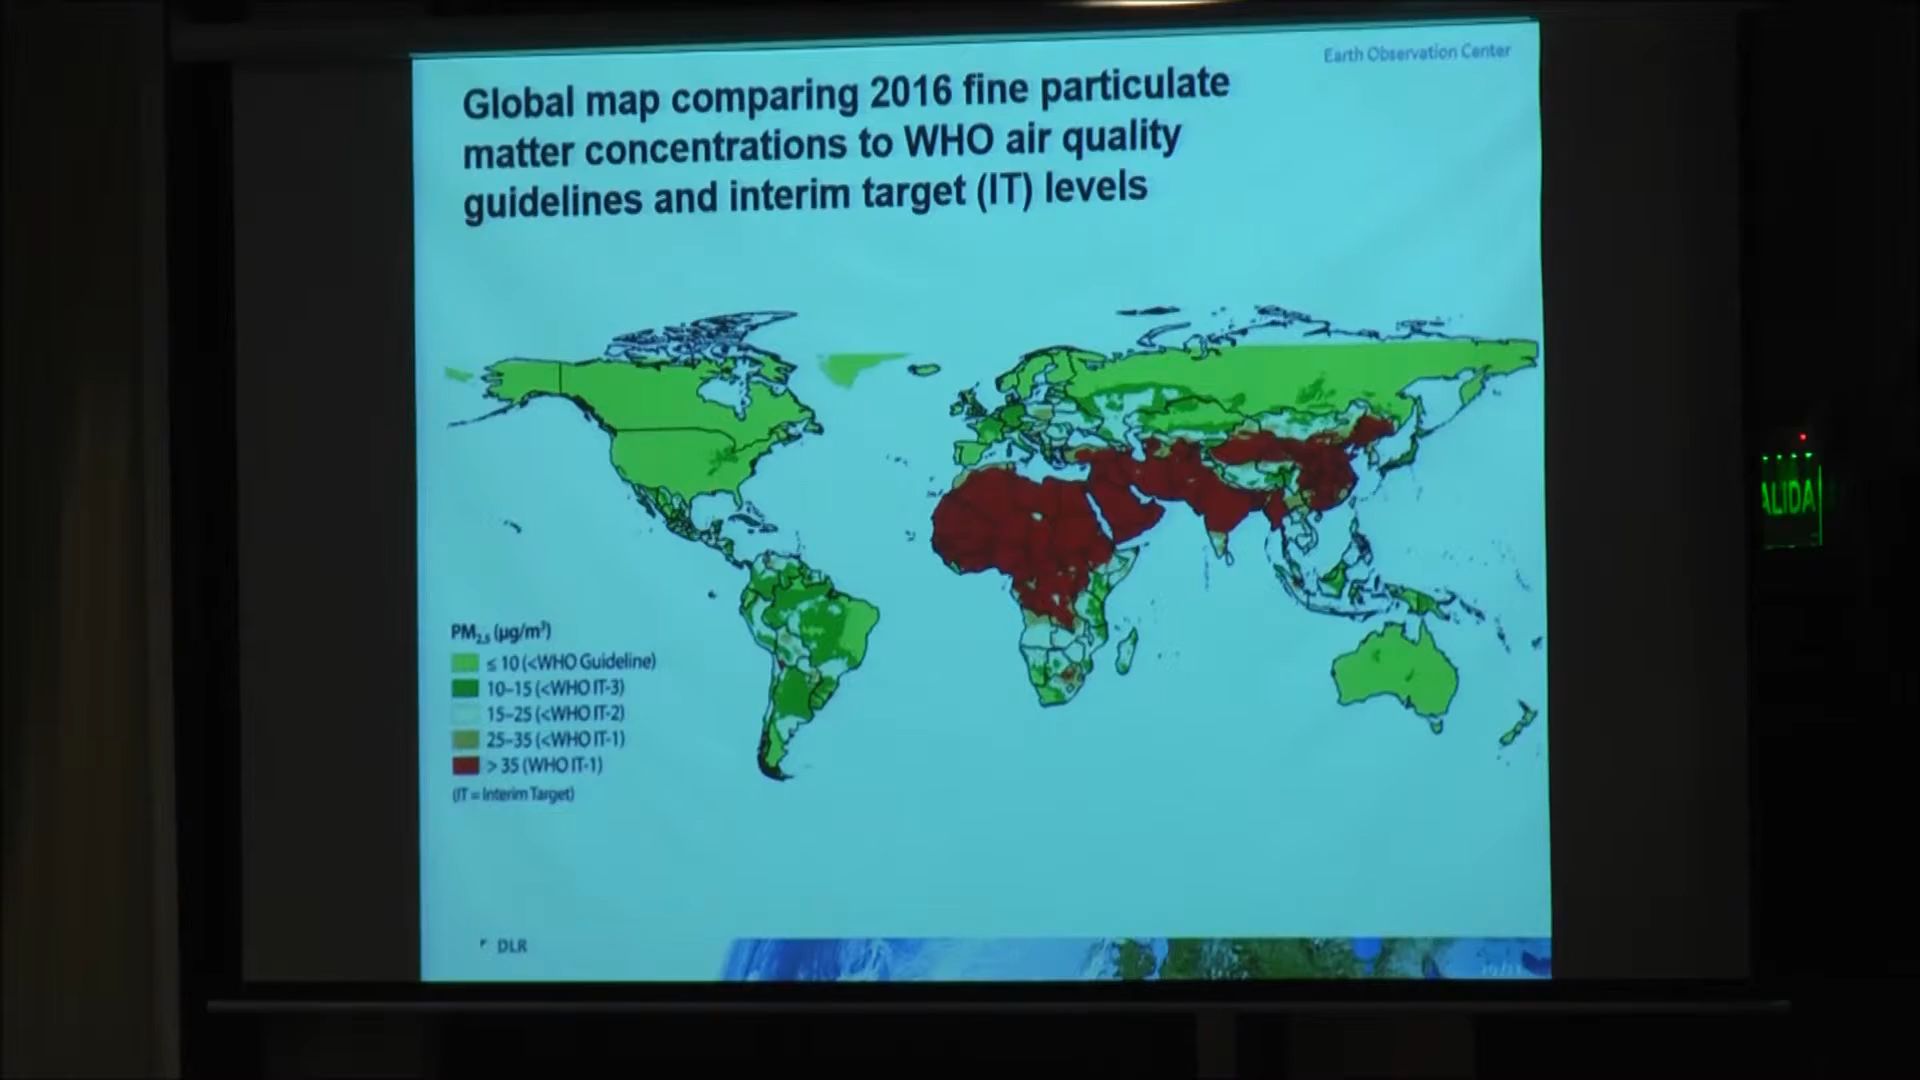 Earth Observation Center
Global map comparing 2016 fine particulate
matter concentrations to WHO air quality
guidelines and interim target (IT) levels
PM2.5 (µg/m³)
≤ 10 (<WHO Guideline)
10–15 (<WHO IT-3)
15–25 (<WHO IT-2)
25–35 (<WHO IT-1)
> 35 (WHO IT-1)
(IT = Interim Target)
DLR
ALIDA